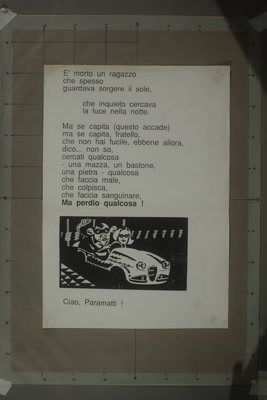 E' morto un ragazzo
che spesso
guardava sorgere il sole,
che inquieto cercava
la luce nella notte.
Ma se capita (questo accade)
ma se capita, fratello,
che non hai fucile, ebbene allora,
dico... non so,
cercati qualcosa
- una mazza, un bastone,
una pietra - qualcosa
che faccia male,
che colpisca,
che faccia sanguinare,
Ma perdio qualcosa !
Ciao, Paramatti !